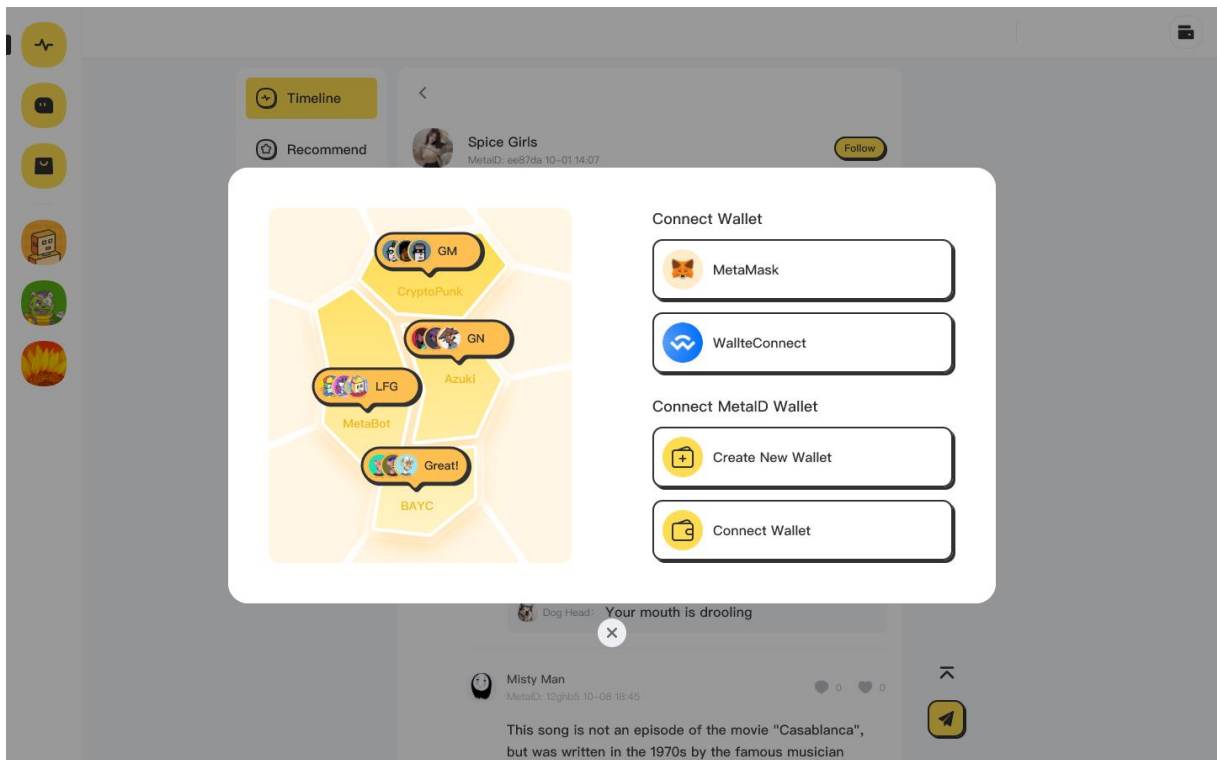 Timeline
Recommend
Spice Girls
MetaID: ee87da 10-01 14:07
Follow
GM
CryptoPunk
GN
Azuki
LFG
MetaBot
Great!
BAYC
Connect Wallet
MetaMask
WallteConnect
Connect MetaID Wallet
Create New Wallet
Connect Wallet
Dog Head: Your mouth is drooling
Misty Man
MetaID: 12ghb5 10-08 18:45
0 0
This song is not an episode of the movie "Casablanca",
but was written in the 1970s by the famous musician